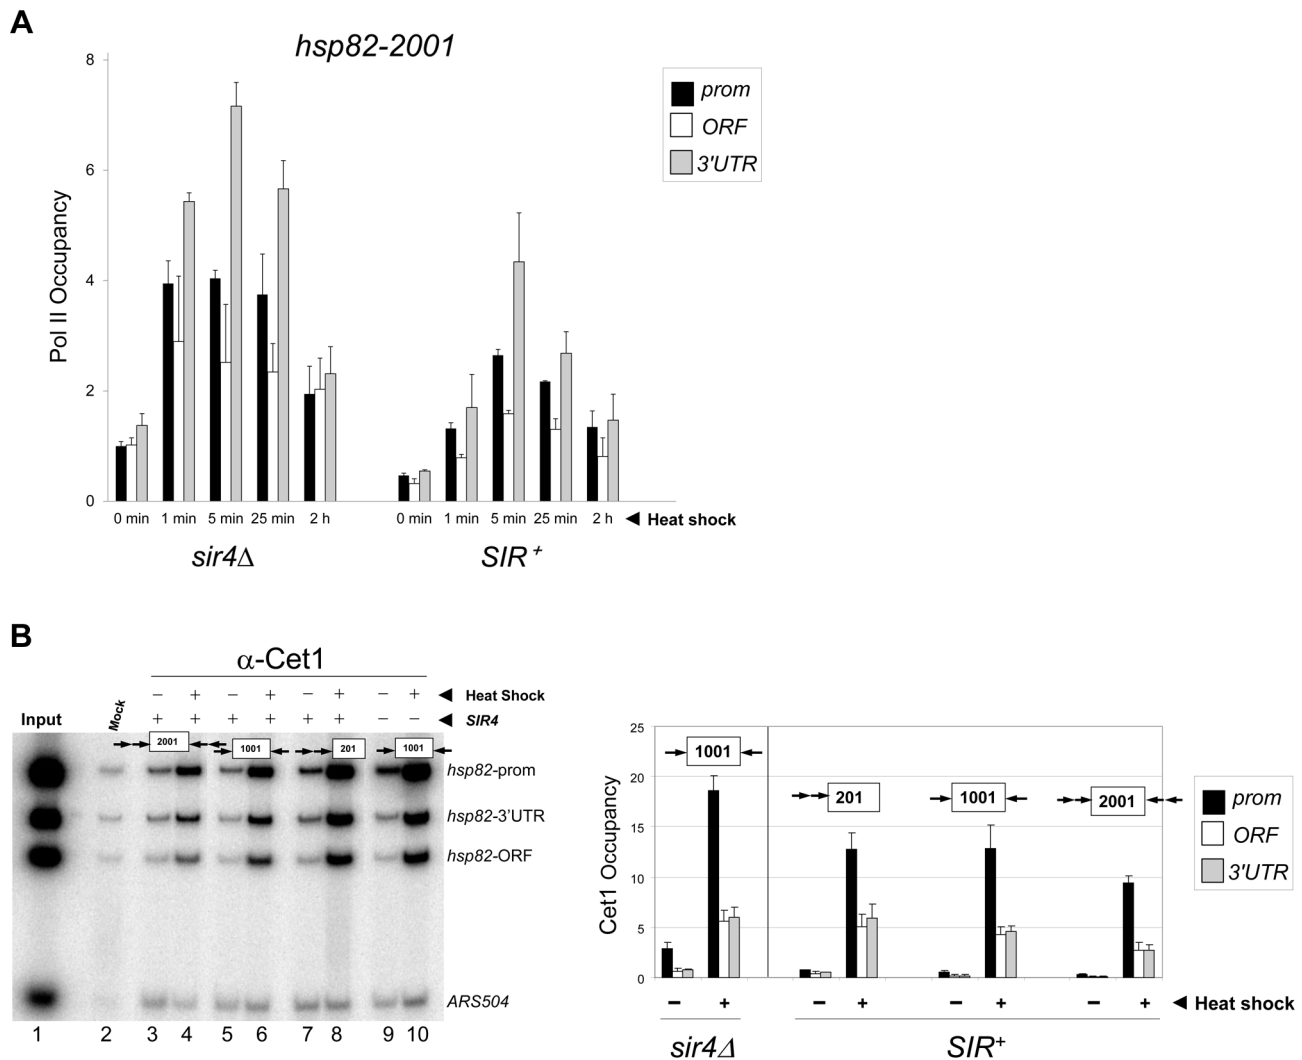 A
hsp82-2001
prom
ORF
3'UTR
Pol II Occupancy
8
6
4
2
0
0 min 1 min 5 min 25 min 2 h 0 min 1 min 5 min 25 min 2 h ◄ Heat shock
sir4Δ SIR+
B
α-Cet1
− + − + − + − + ◄ Heat Shock
Input Mock + + + + + + − − ◄ SIR4
2001 1001 201 1001
hsp82-prom
hsp82-3'UTR
hsp82-ORF
ARS504
1 2 3 4 5 6 7 8 9 10
Cet1 Occupancy
25
20
15
10
5
0
1001
201 1001 2001
prom
ORF
3'UTR
− + − + − + − + ◄ Heat shock
sir4Δ SIR+